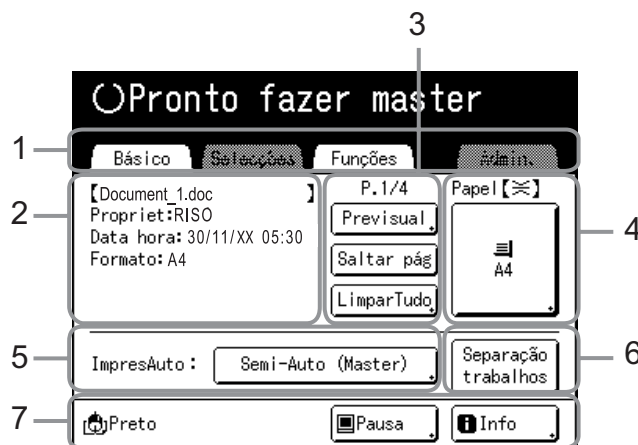 3
Pronto fazer master
1
Básico Selecções Funções Admin.
2
【Document_1.doc 】
Propriet:RISO
Data hora: 30/11/XX 05:30
Formato: A4
P.1/4
Previsual
Saltar pág
LimparTudo
Papel【】
A4
4
5
ImpresAuto: Semi-Auto (Master)
Separação
trabalhos
6
7
Preto Pausa Info